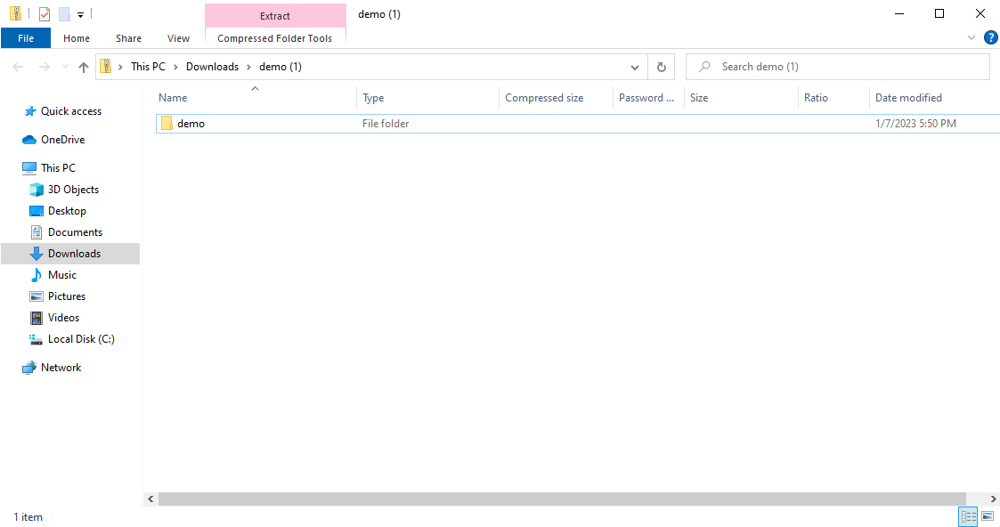 Extract
demo (1)
File
Home
Share
View
Compressed Folder Tools
?
This PC
Downloads
demo (1)
Search demo (1)
Name
Type
Compressed size
Password ...
Size
Ratio
Date modified
demo
File folder
1/7/2023 5:50 PM
Quick access
OneDrive
This PC
3D Objects
Desktop
Documents
Downloads
Music
Pictures
Videos
Local Disk (C:)
Network
1 item